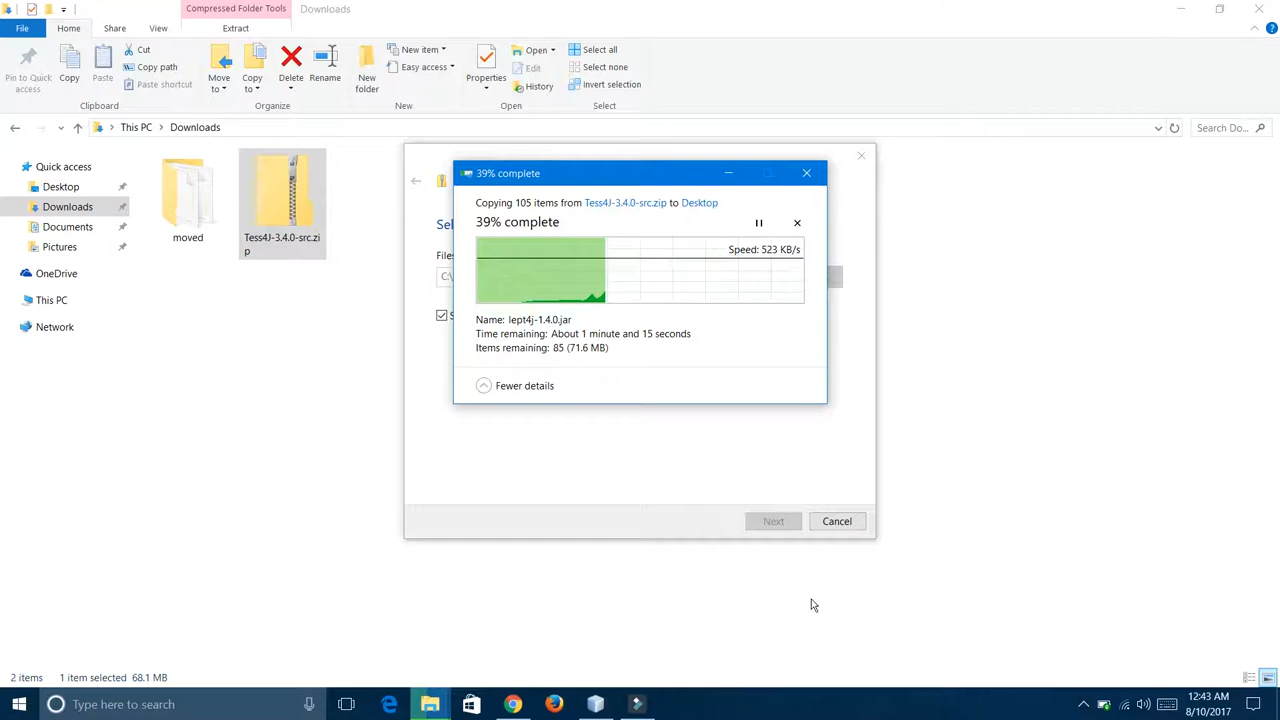 Compressed Folder Tools
Downloads
File
Home
Share
View
Extract
Pin to Quick access
Copy
Paste
Cut
Copy path
Paste shortcut
Clipboard
Move to
Copy to
Delete
Rename
Organize
New folder
New item
Easy access
New
Properties
Open
Edit
History
Open
Select all
Select none
Invert selection
Select
This PC
Downloads
Search Do...
Quick access
Desktop
Downloads
Documents
Pictures
OneDrive
This PC
Network
moved
Tess4J-3.4.0-src.zi
p
Sel
Files
C:\
39% complete
Copying 105 items from Tess4J-3.4.0-src.zip to Desktop
39% complete
Speed: 523 KB/s
Name: lept4j-1.4.0.jar
Time remaining: About 1 minute and 15 seconds
Items remaining: 85 (71.6 MB)
Fewer details
Next
Cancel
2 items
1 item selected 68.1 MB
Type here to search
12:43 AM
8/10/2017